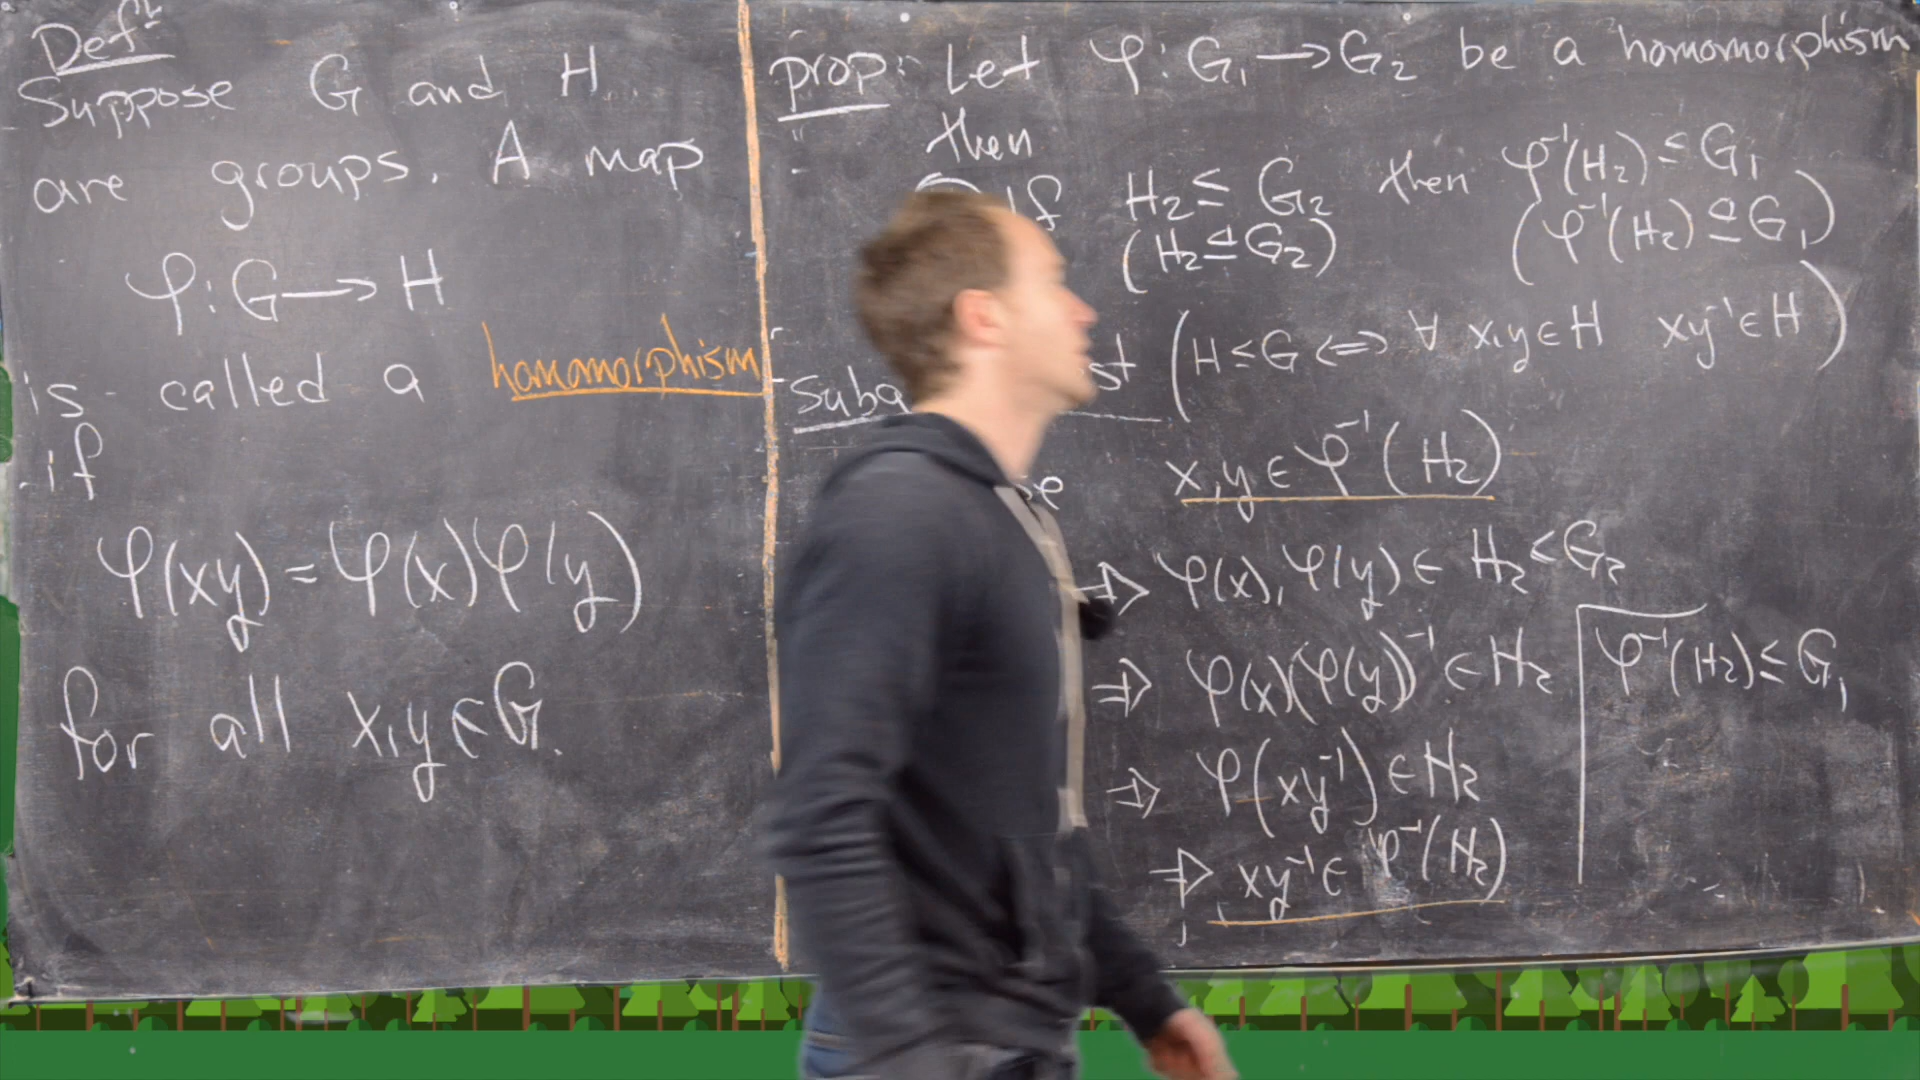 Defⁿ
Suppose G and H
are groups. A map
φ: G → H
is called a homomorphism
if
φ(xy) = φ(x)φ(y)
for all x,y ∈ G.
prop: Let φ: G₁ → G₂ be a homomorphism
then
If H₂ ≤ G₂ then φ⁻¹(H₂) ≤ G₁
(H₂ ⊴ G₂) (φ⁻¹(H₂) ⊴ G₁)
(H ≤ G ⇔ ∀ x,y ∈ H xy⁻¹ ∈ H)
x,y ∈ φ⁻¹(H₂)
⇒ φ(x), φ(y) ∈ H₂ < G₂
⇒ φ(x)(φ(y))⁻¹ ∈ H₂
φ⁻¹(H₂) ≤ G₁
⇒ φ(xy⁻¹) ∈ H₂
⇒ xy⁻¹ ∈ φ⁻¹(H₂)